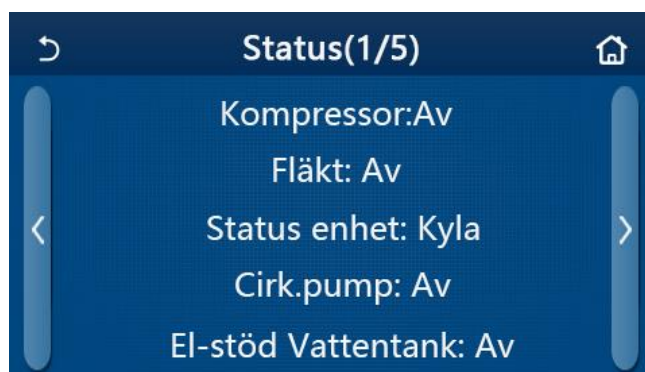 Status(1/5)
Kompressor:Av
Fläkt: Av
Status enhet: Kyla
Cirk.pump: Av
El-stöd Vattentank: Av